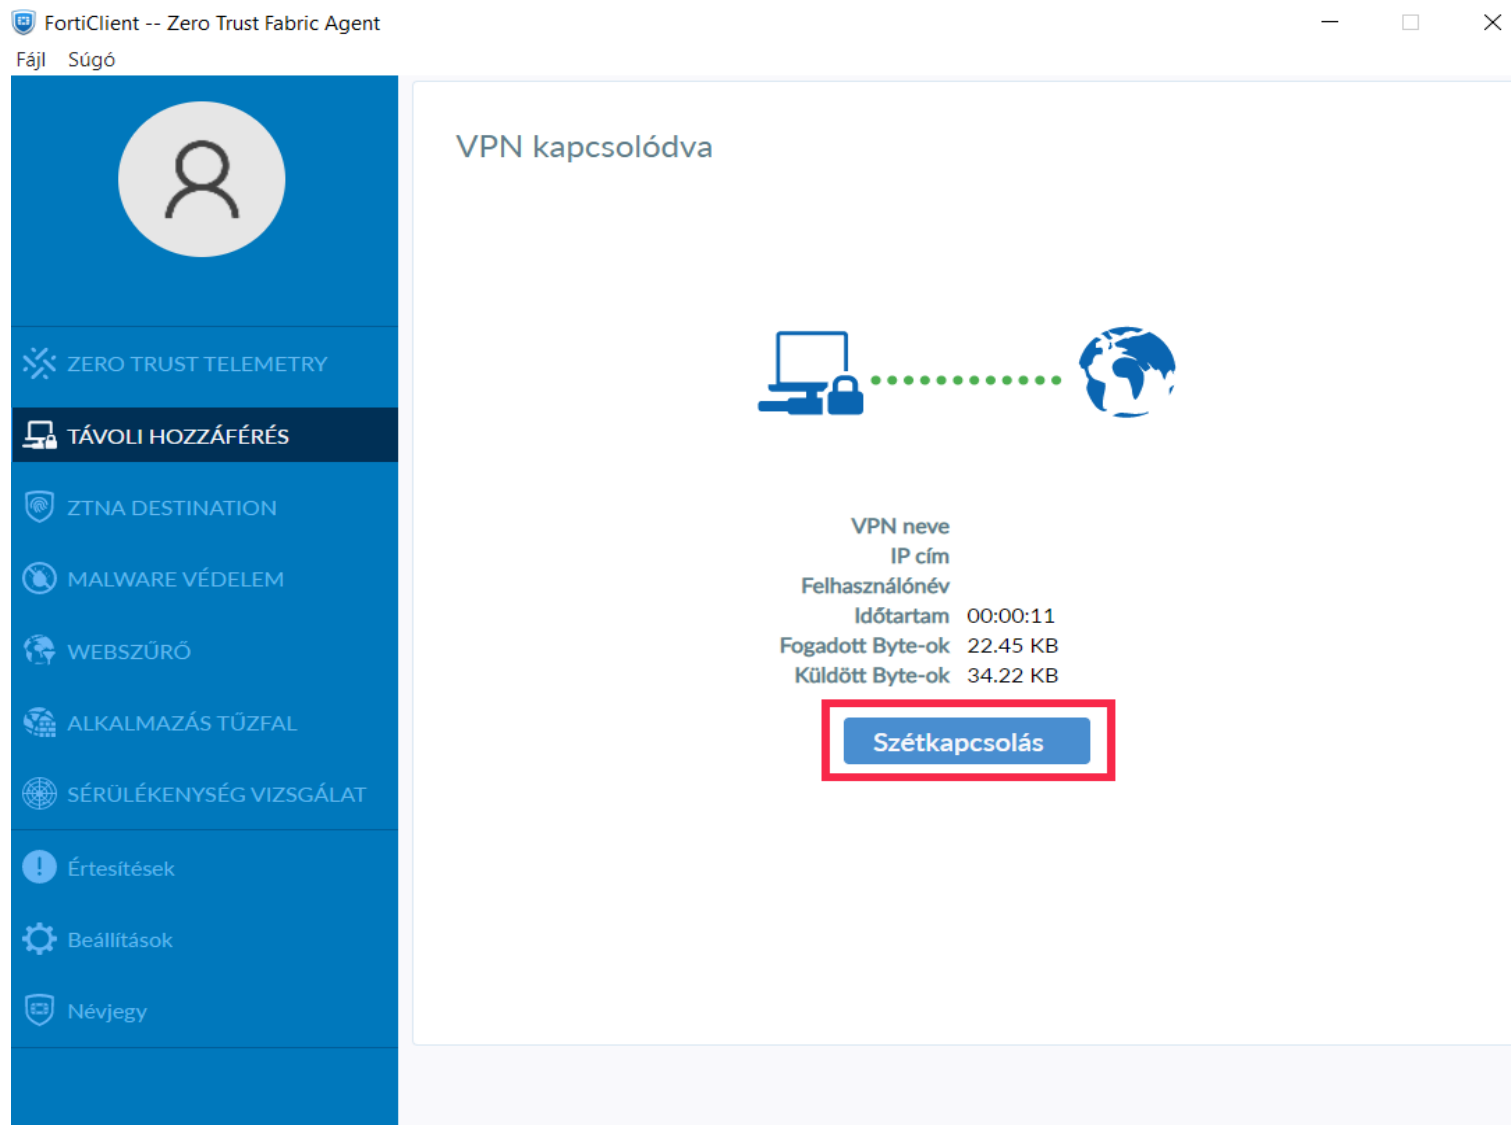 FortiClient -- Zero Trust Fabric Agent
Fájl Súgó
VPN kapcsolódva
ZERO TRUST TELEMETRY
TÁVOLI HOZZÁFÉRÉS
ZTNA DESTINATION
MALWARE VÉDELEM
WEBSZŰRŐ
ALKALMAZÁS TŰZFAL
SÉRÜLÉKENYSÉG VIZSGÁLAT
Értesítések
Beállítások
Névjegy
VPN neve
IP cím
Felhasználónév
Időtartam 00:00:11
Fogadott Byte-ok 22.45 KB
Küldött Byte-ok 34.22 KB
Szétkapcsolás